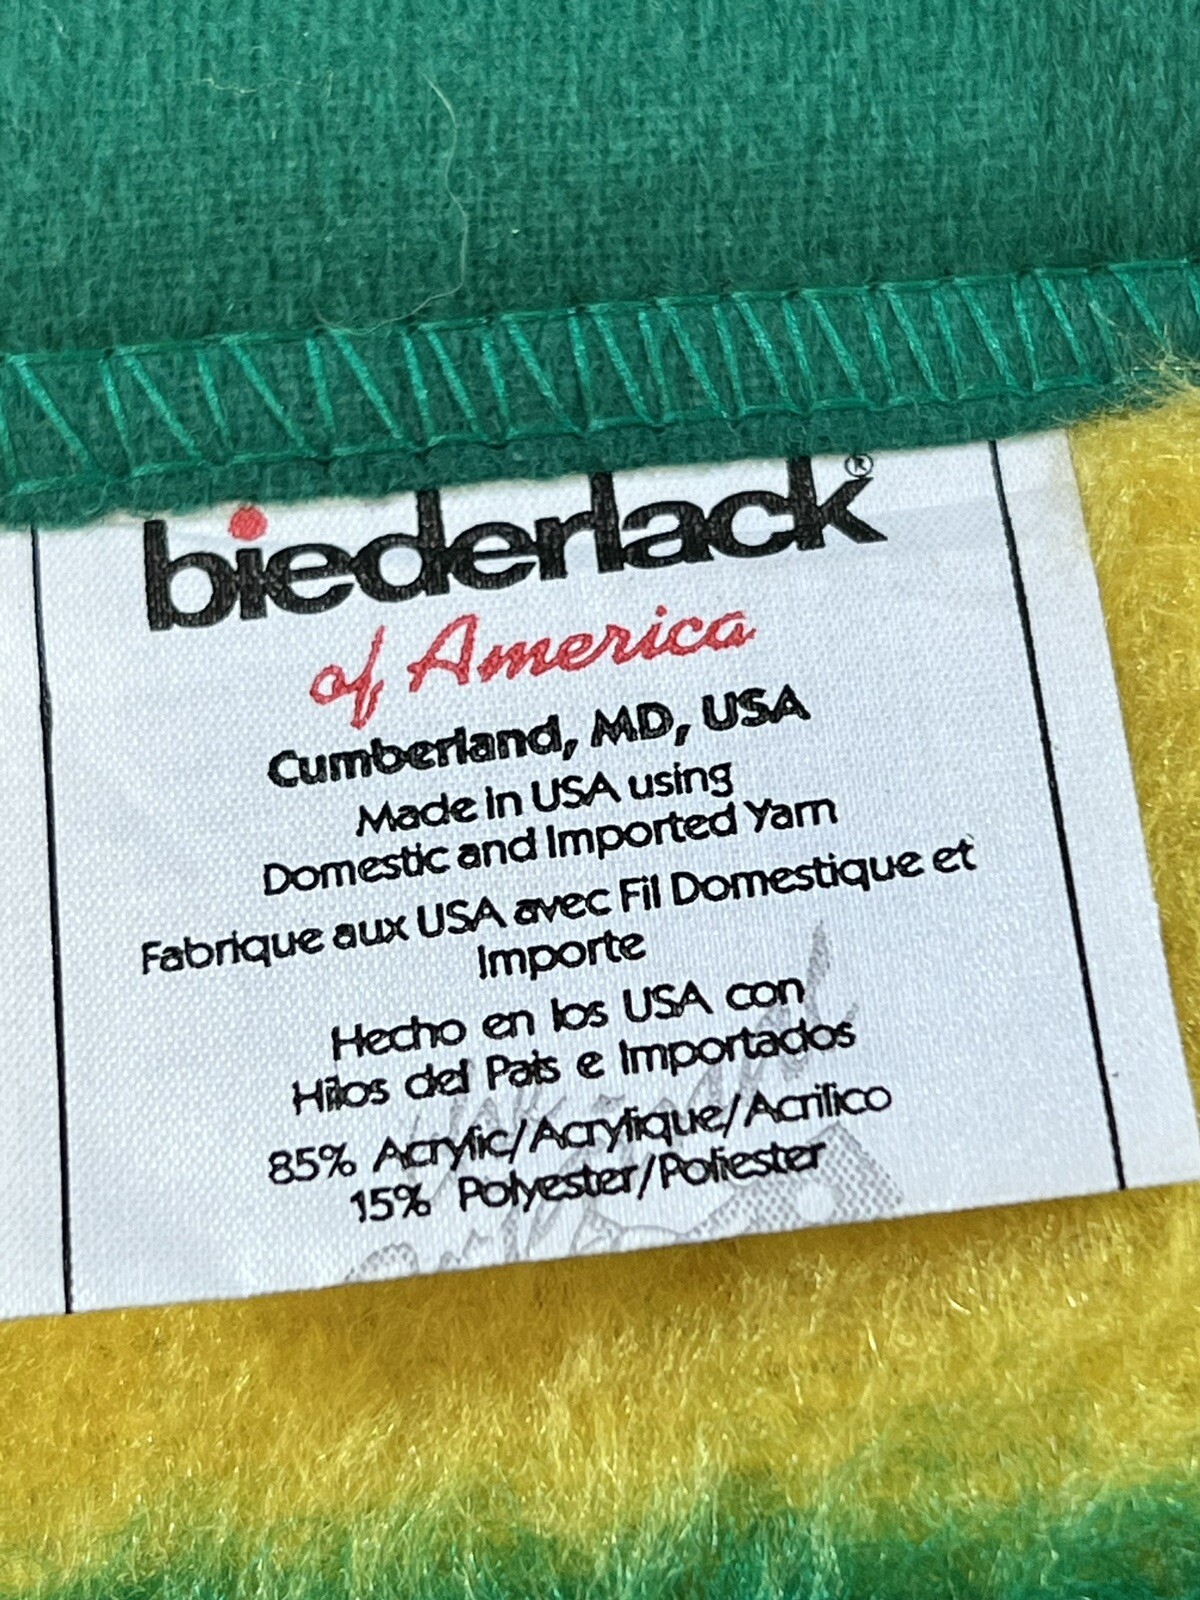 biederlack®
of America
Cumberland, MD, USA
Made in USA using
Domestic and Imported Yarn
Fabrique aux USA avec Fil Domestique et
Importe
Hecho en los USA con
Hilos del Pais e Importados
85% Acrylic/Acrylique/Acrilico
15% Polyester/Poliester